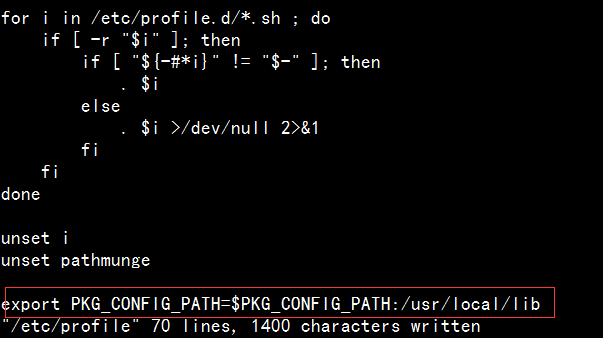 for i in /etc/profile.d/*.sh ; do
    if [ -r "$i" ]; then
        if [ "${-#*i}" != "$-" ]; then
            . $i
        else
            . $i >/dev/null 2>&1
        fi
    fi
done
unset i
unset pathmunge
export PKG_CONFIG_PATH=$PKG_CONFIG_PATH:/usr/local/lib
"/etc/profile" 70 lines, 1400 characters written